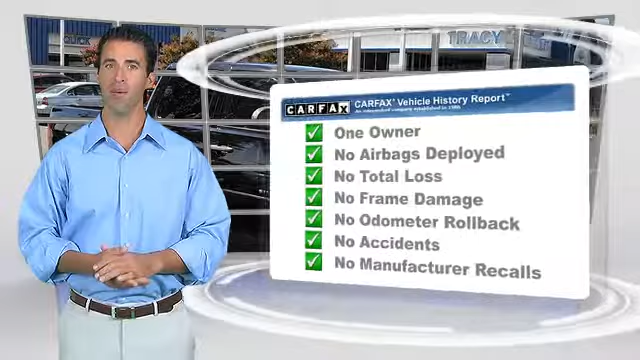 QUICK
TRACY
CARFAX CARFAX® Vehicle History Report™
An independent company established in 1986
One Owner
No Airbags Deployed
No Total Loss
No Frame Damage
No Odometer Rollback
No Accidents
No Manufacturer Recalls